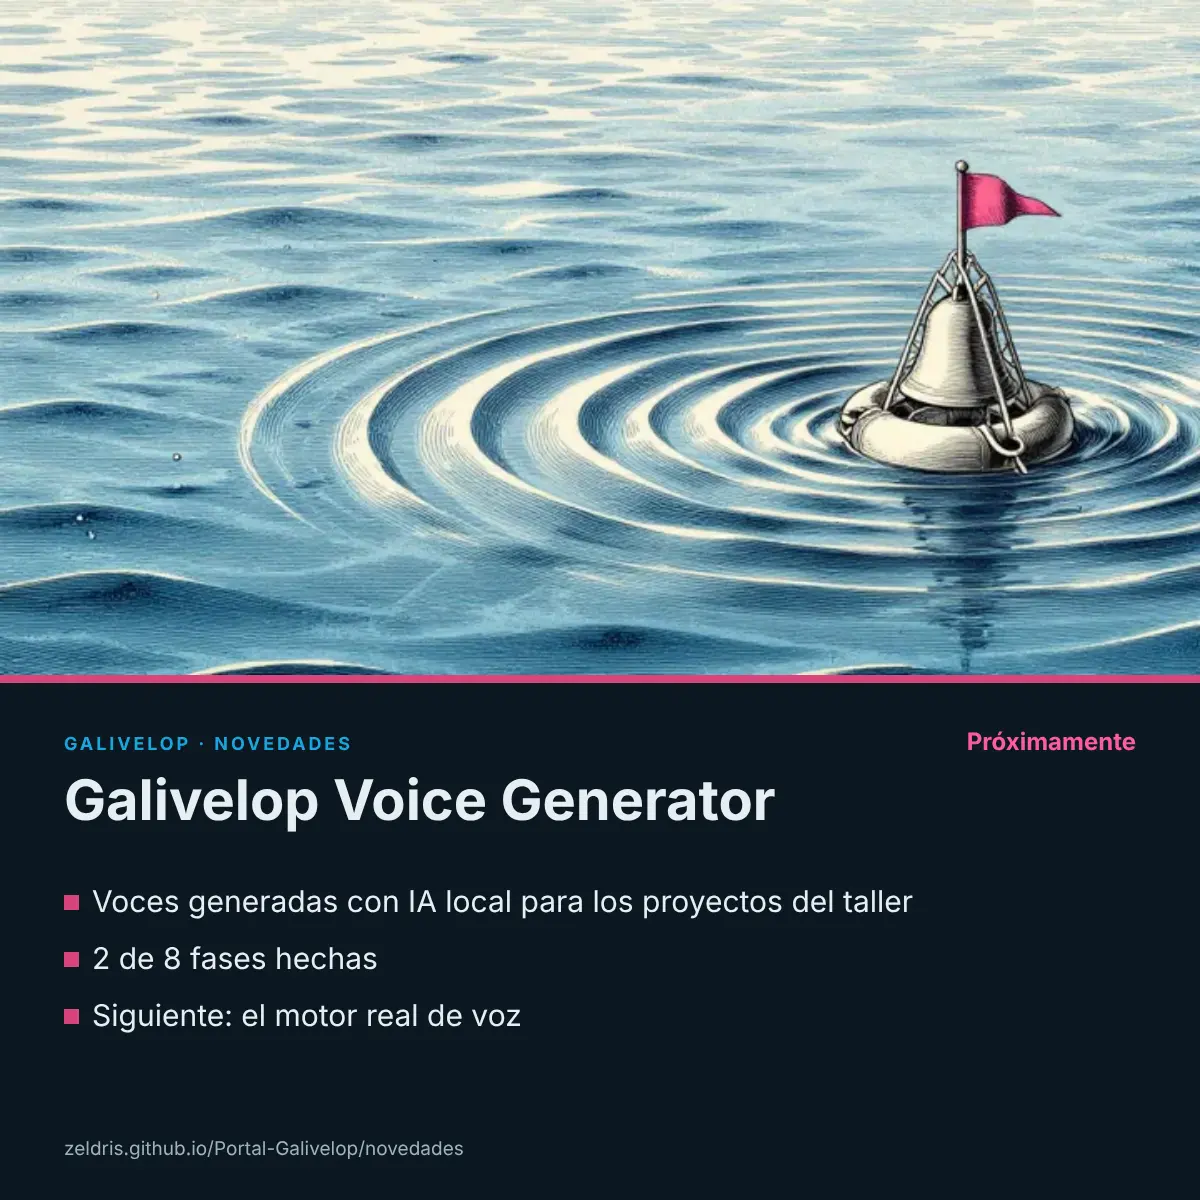 GALIVELOP · NOVEDADES
Próximamente
Galivelop Voice Generator
Voces generadas con IA local para los proyectos del taller
2 de 8 fases hechas
Siguiente: el motor real de voz
zeldris.github.io/Portal-Galivelop/novedades